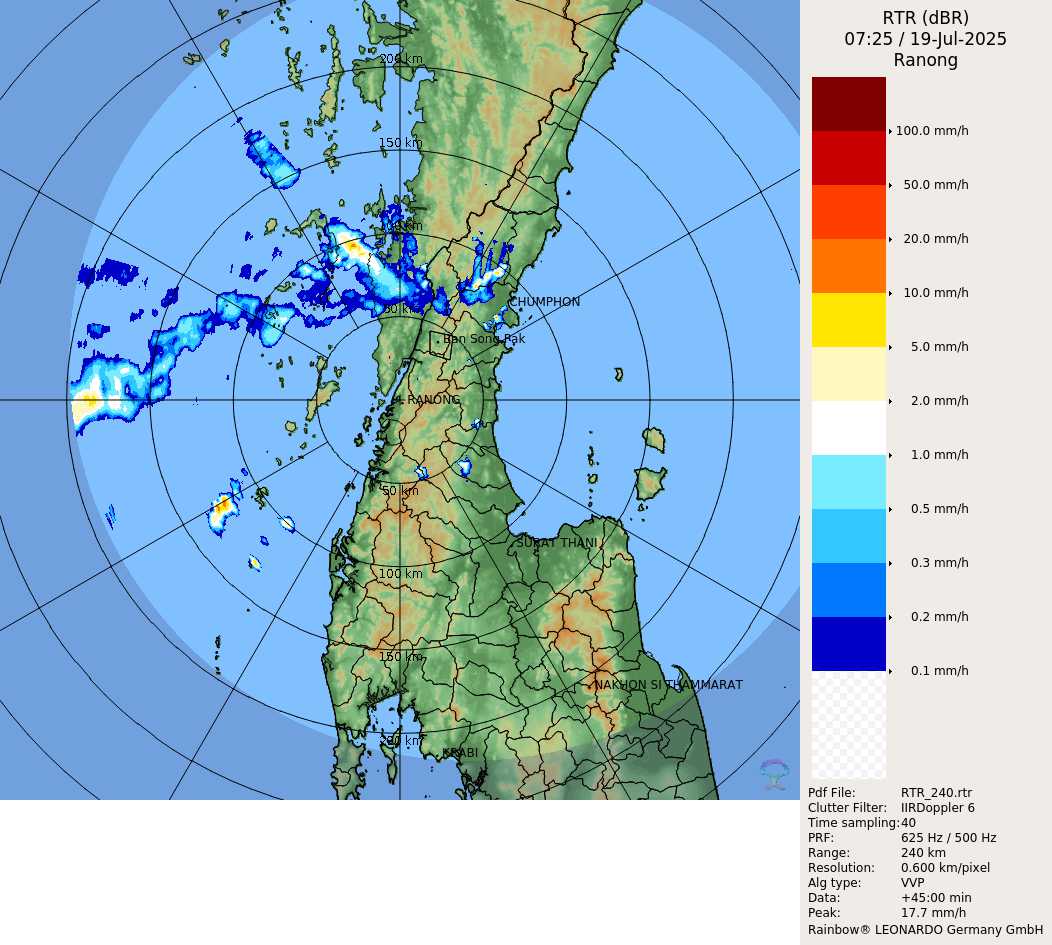 RTR (dBR)
07:25 / 19-Jul-2025
Ranong
200 km
150 km
50 km
CHUMPHON
Ban Song Rak
RANONG
50 km
SURAT THANI
100 km
150 km
NAKHON SI THAMMARAT
200 km
KRABI
100.0 mm/h
50.0 mm/h
20.0 mm/h
10.0 mm/h
5.0 mm/h
2.0 mm/h
1.0 mm/h
0.5 mm/h
0.3 mm/h
0.2 mm/h
0.1 mm/h
Pdf File: RTR_240.rtr
Clutter Filter: IIRDoppler 6
Time sampling:40
PRF: 625 Hz / 500 Hz
Range: 240 km
Resolution: 0.600 km/pixel
Alg type: VVP
Data: +45:00 min
Peak: 17.7 mm/h
Rainbow® LEONARDO Germany GmbH